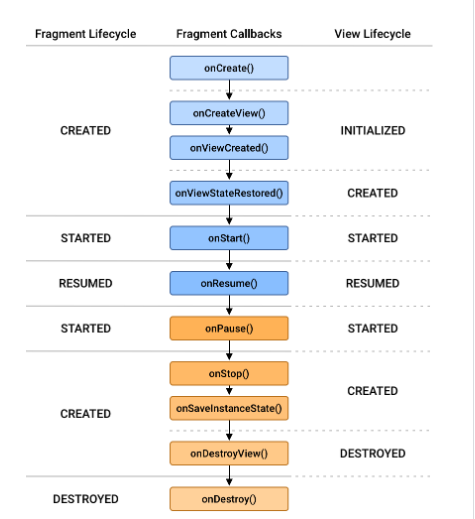 Fragment Lifecycle Fragment Callbacks View Lifecycle
onCreate()
onCreateView()
CREATED INITIALIZED
onViewCreated()
onViewStateRestored() CREATED
STARTED onStart() STARTED
RESUMED onResume() RESUMED
STARTED onPause() STARTED
onStop()
CREATED
onSaveInstanceState()
CREATED
onDestroyView() DESTROYED
DESTROYED onDestroy()